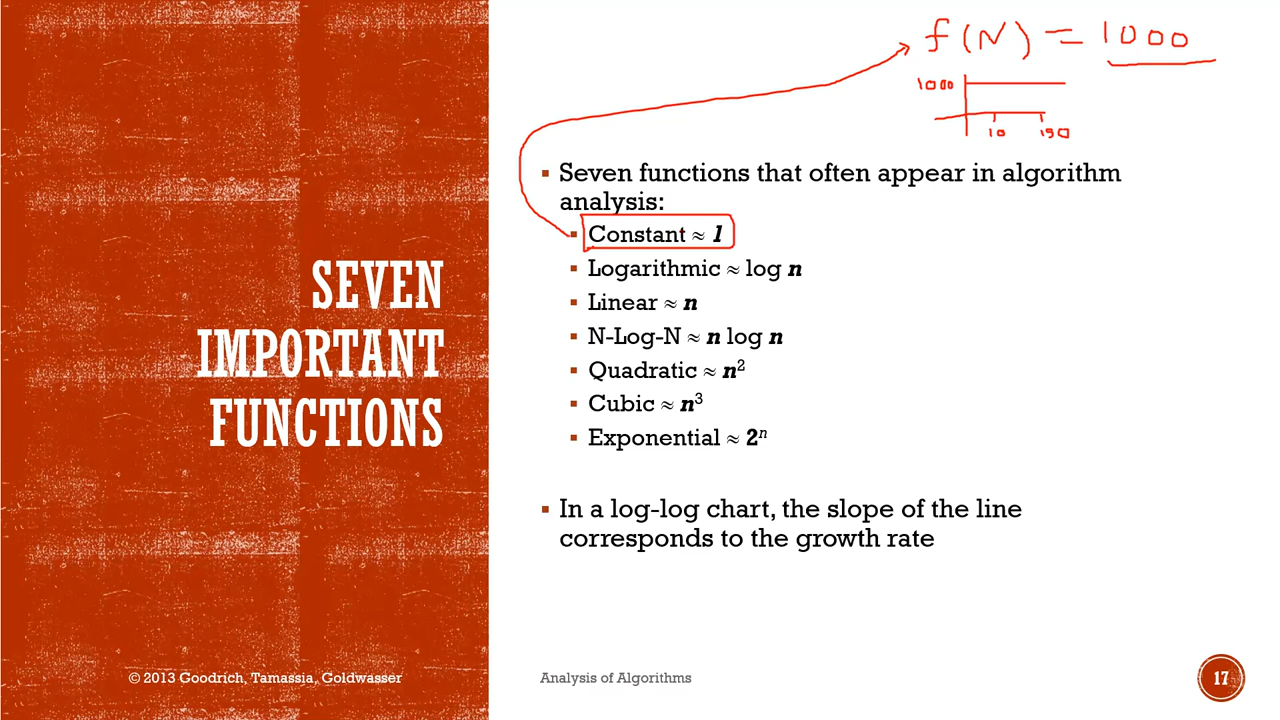 f(N) = 1000
1000
10
190
Seven functions that often appear in algorithm
analysis:
Constant ≈ 1
Logarithmic ≈ log n
Linear ≈ n
N-Log-N ≈ n log n
Quadratic ≈ n²
Cubic ≈ n³
Exponential ≈ 2ⁿ
In a log-log chart, the slope of the line
corresponds to the growth rate
SEVEN
IMPORTANT
FUNCTIONS
© 2013 Goodrich, Tamassia, Goldwasser
Analysis of Algorithms
17